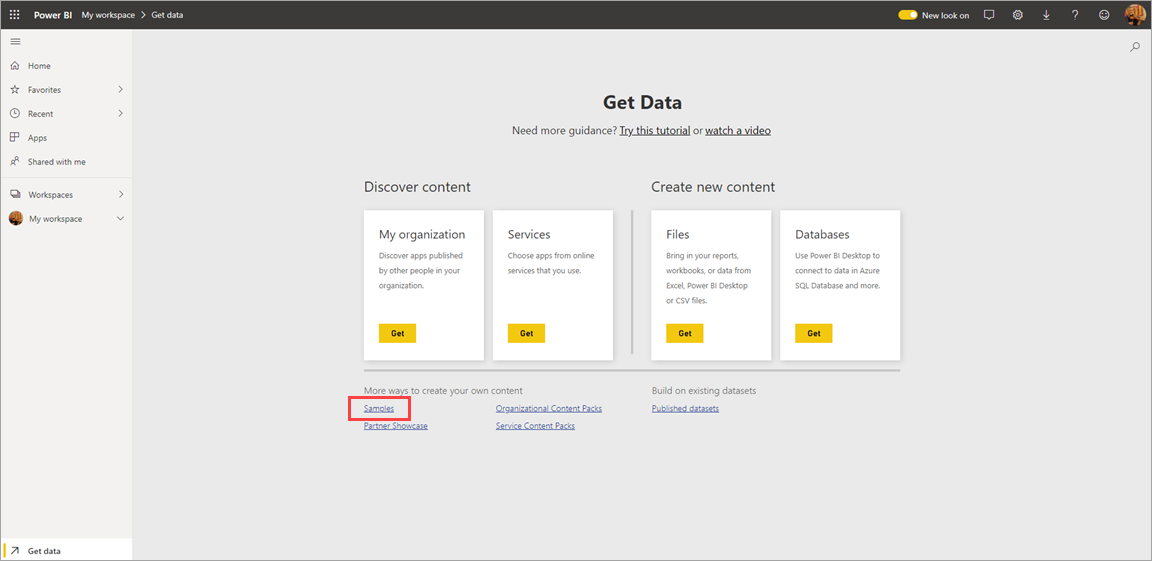 Power BI My workspace > Get data
New look on
Home
Favorites
Recent
Apps
Shared with me
Workspaces
My workspace
Get data
Get Data
Need more guidance? Try this tutorial or watch a video
Discover content
My organization
Discover apps published
by other people in your
organization.
Get
Services
Choose apps from online
services that you use.
Get
Create new content
Files
Bring in your reports,
workbooks, or data from
Excel, Power BI Desktop
or CSV files.
Get
Databases
Use Power BI Desktop to
connect to data in Azure
SQL Database and more.
Get
More ways to create your own content
Samples
Organizational Content Packs
Partner Showcase
Service Content Packs
Build on existing datasets
Published datasets